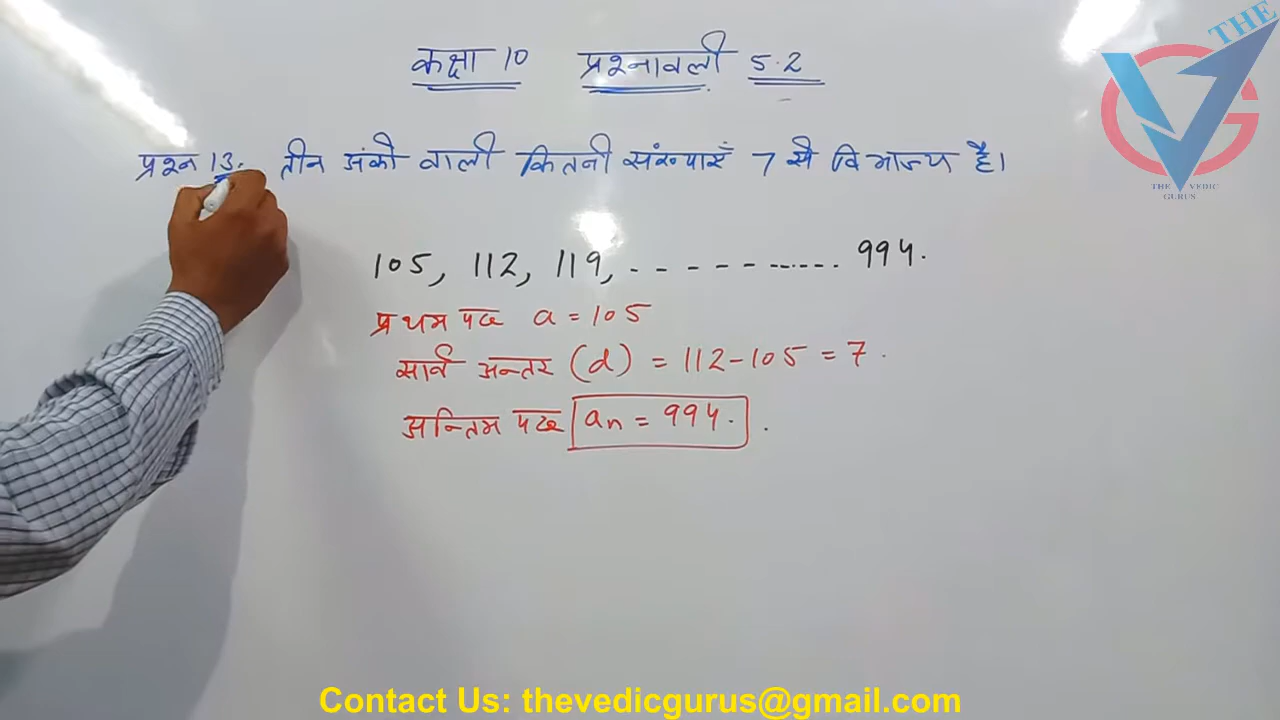 कक्षा 10 प्रश्नावली 5.2
प्रश्न 13. तीन अंको वाली कितनी संख्याएँ 7 से विभाज्य है।
105, 112, 119, - - - - - ...... 994.
प्रथम पद a = 105
सार्व अन्तर (d) = 112 - 105 = 7.
अन्तिम पद an = 994.
THE
THE VEDIC
GURUS
Contact Us: thevedicgurus@gmail.com